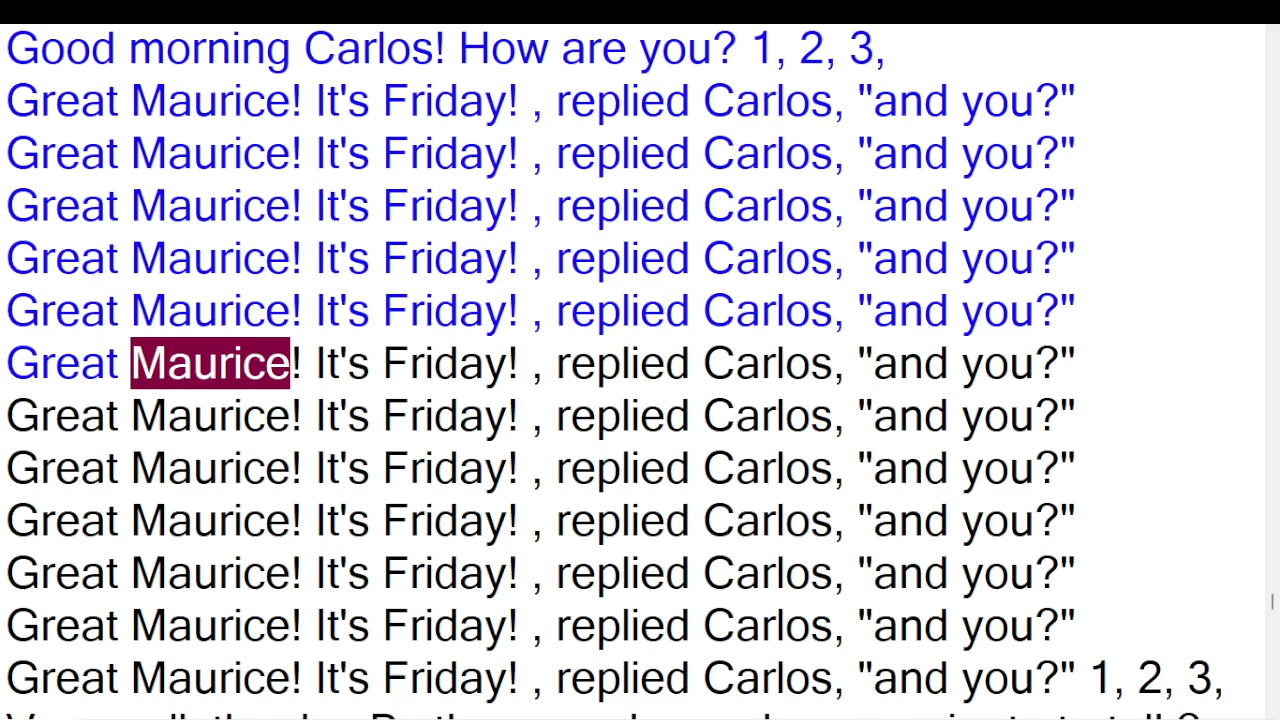 Good morning Carlos! How are you? 1, 2, 3,
Great Maurice! It's Friday! , replied Carlos, "and you?"
Great Maurice! It's Friday! , replied Carlos, "and you?"
Great Maurice! It's Friday! , replied Carlos, "and you?"
Great Maurice! It's Friday! , replied Carlos, "and you?"
Great Maurice! It's Friday! , replied Carlos, "and you?"
Great Maurice! It's Friday! , replied Carlos, "and you?"
Great Maurice! It's Friday! , replied Carlos, "and you?"
Great Maurice! It's Friday! , replied Carlos, "and you?"
Great Maurice! It's Friday! , replied Carlos, "and you?"
Great Maurice! It's Friday! , replied Carlos, "and you?"
Great Maurice! It's Friday! , replied Carlos, "and you?"
Great Maurice! It's Friday! , replied Carlos, "and you?" 1, 2, 3,